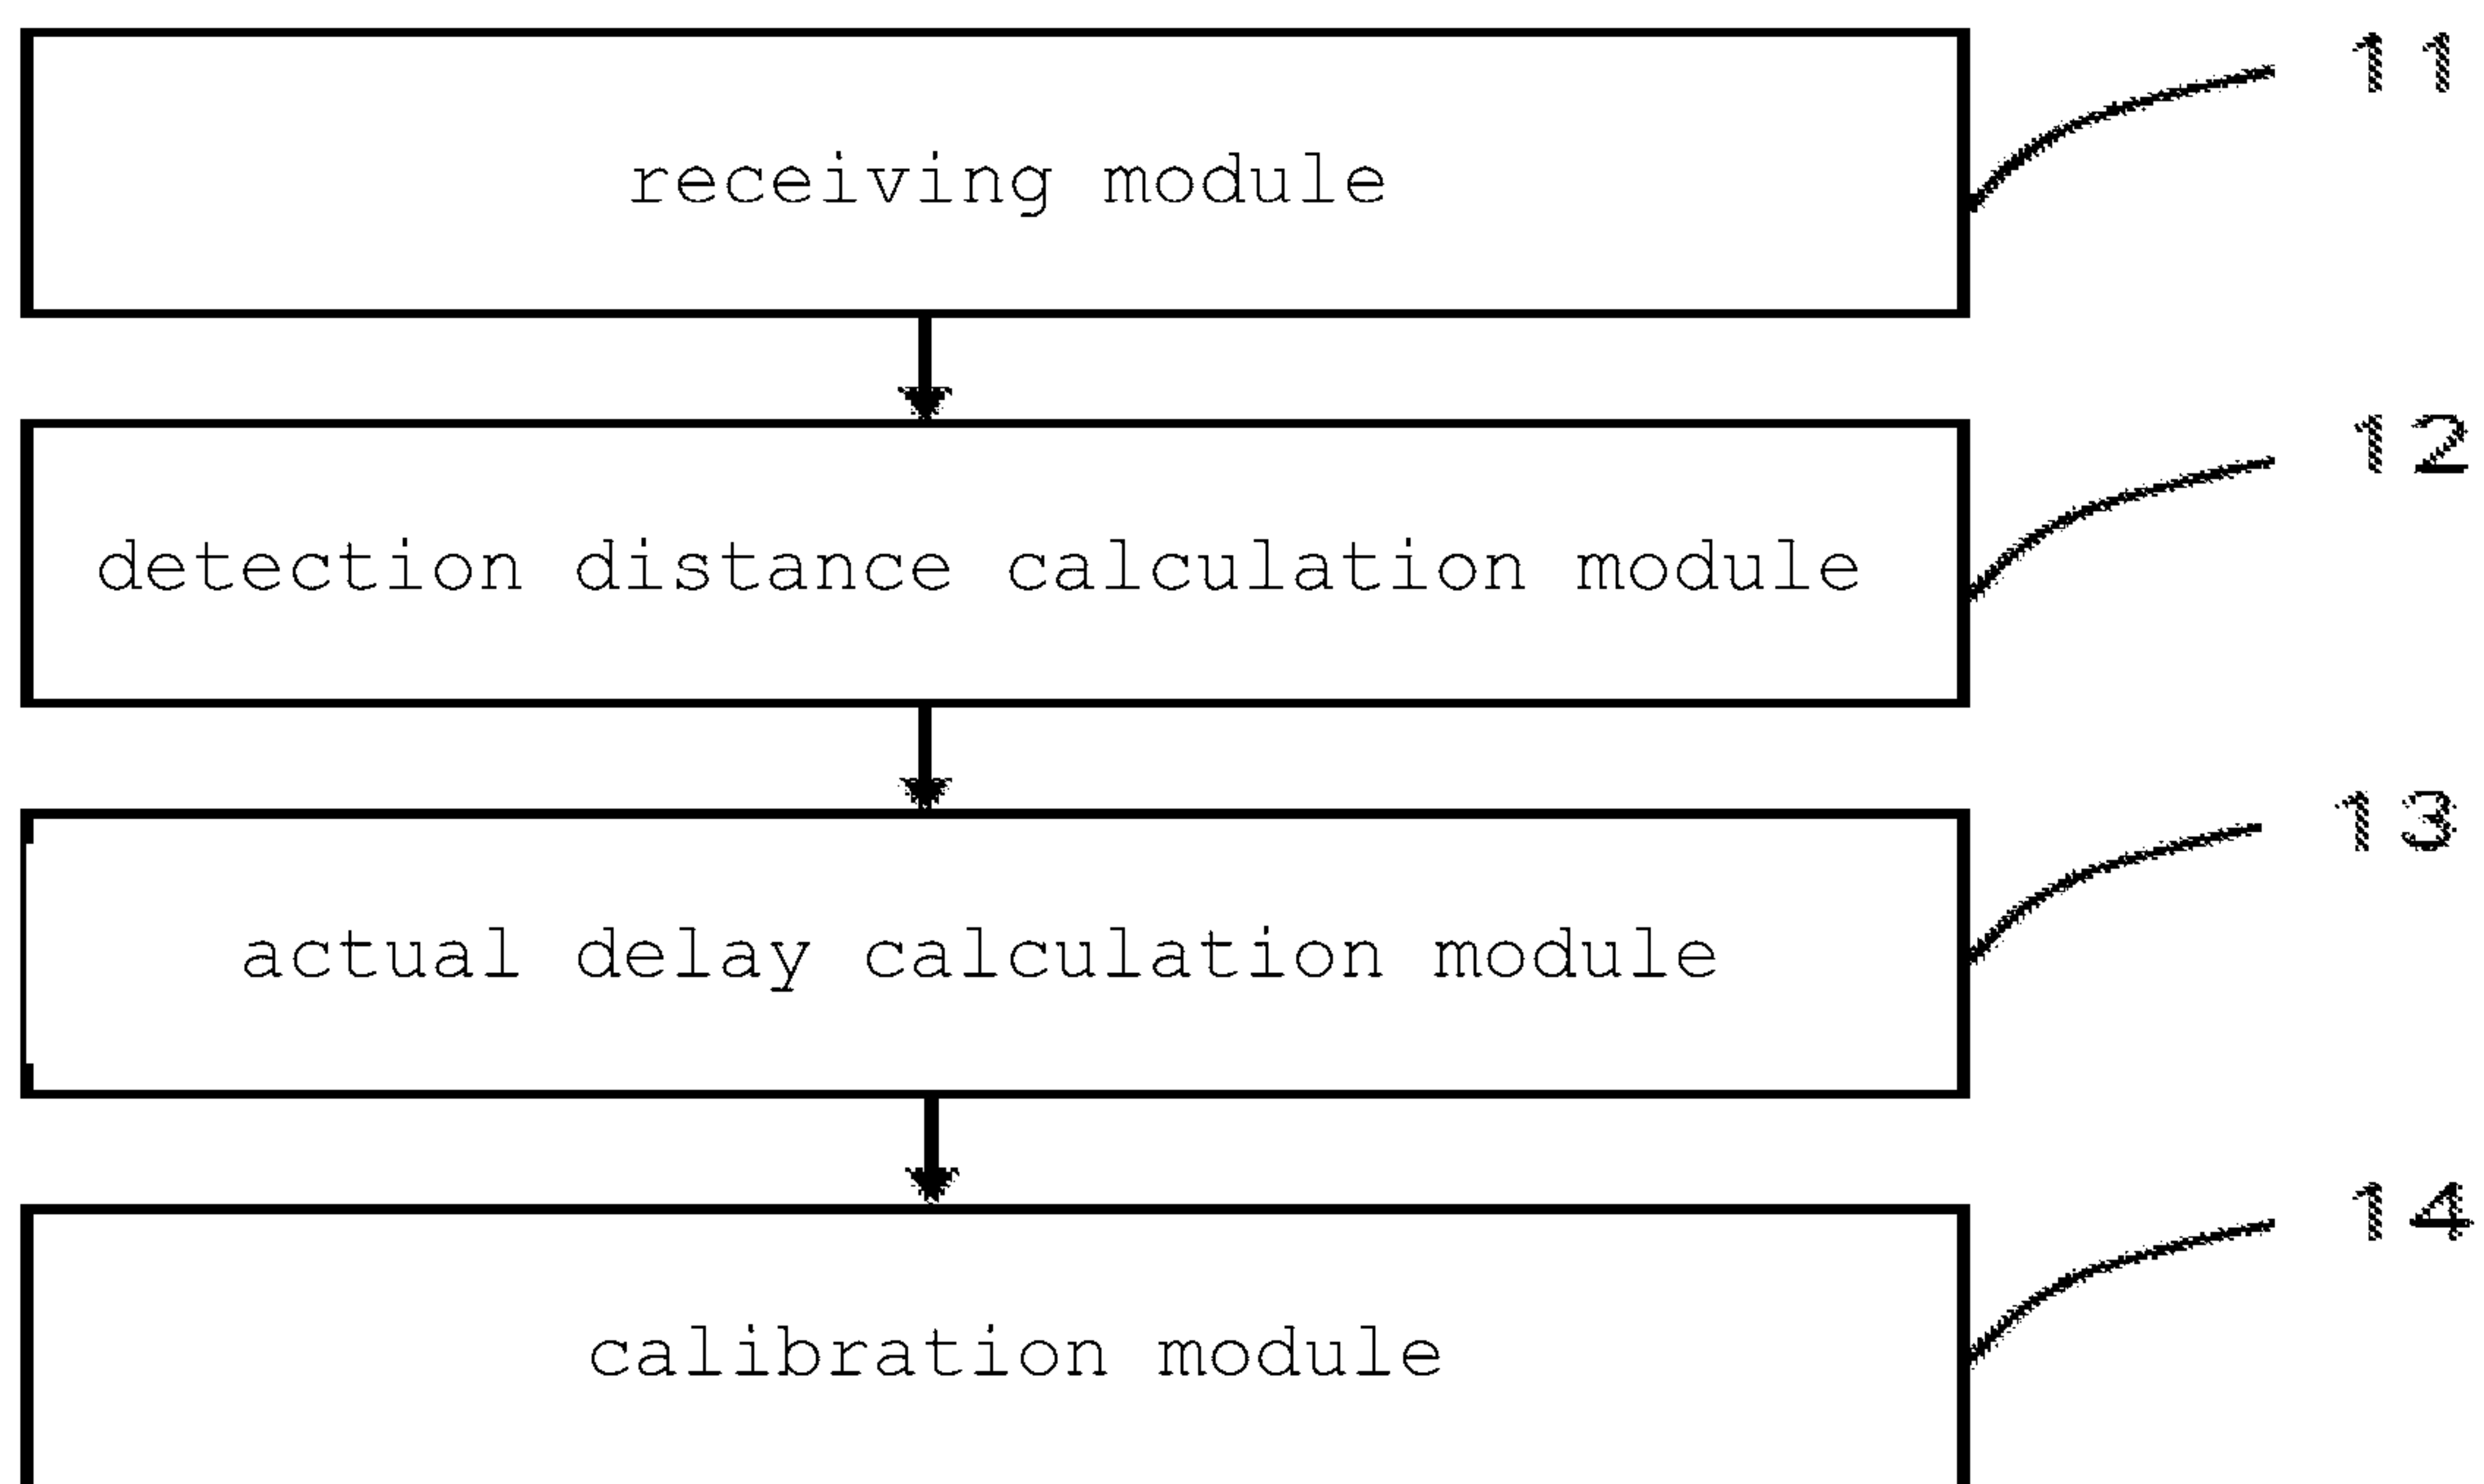 receiving module
11
detection distance calculation module
12
actual delay calculation module
13
calibration module
14